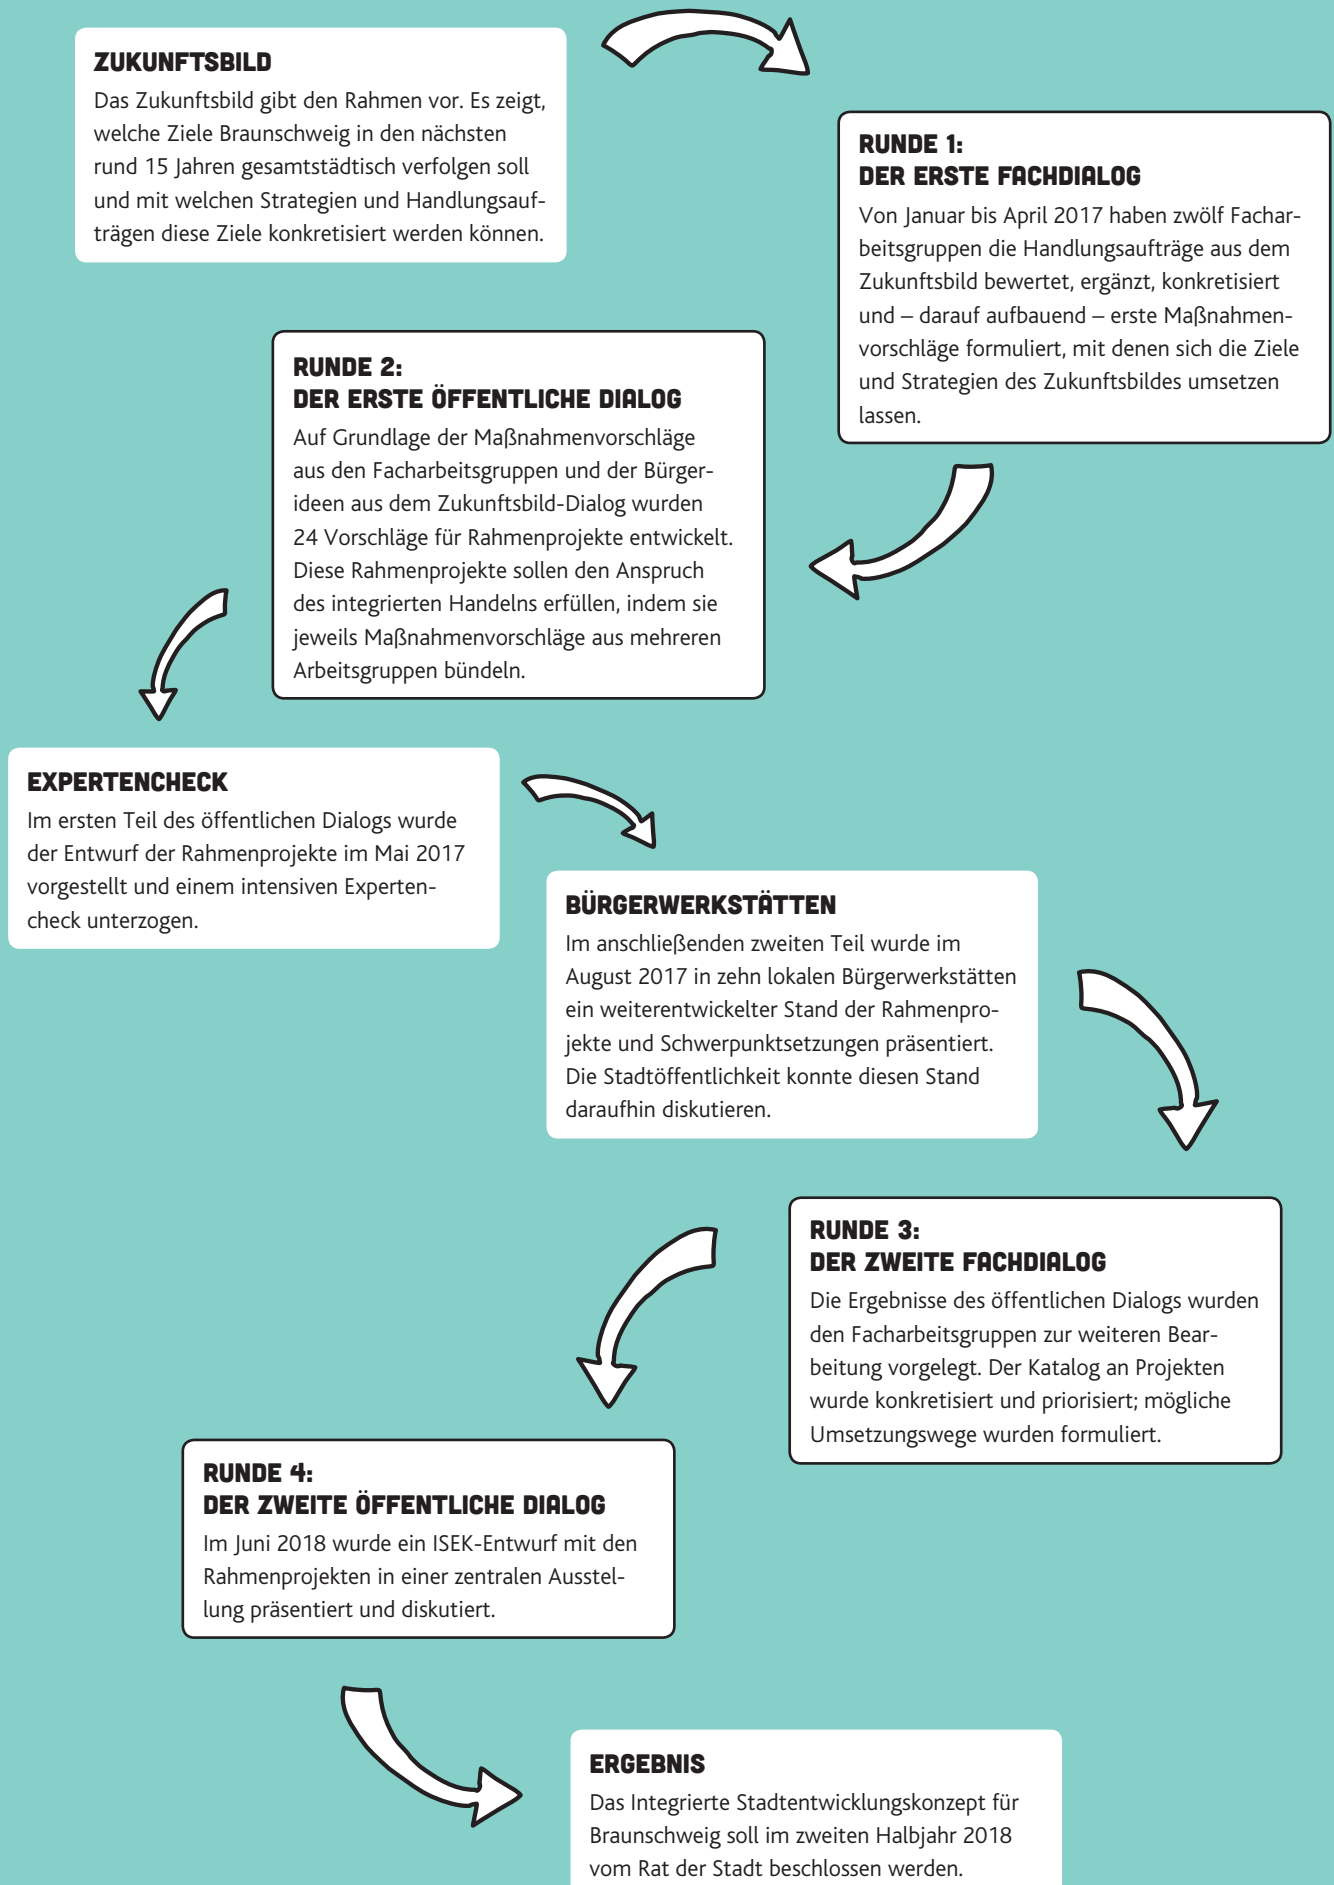 ZUKUNFTSBILD
Das Zukunftsbild gibt den Rahmen vor. Es zeigt,
welche Ziele Braunschweig in den nächsten
rund 15 Jahren gesamtstädtisch verfolgen soll
und mit welchen Strategien und Handlungsauf-
trägen diese Ziele konkretisiert werden können.
RUNDE 1:
DER ERSTE FACHDIALOG
Von Januar bis April 2017 haben zwölf Fachar-
beitsgruppen die Handlungsaufträge aus dem
Zukunftsbild bewertet, ergänzt, konkretisiert
und – darauf aufbauend – erste Maßnahmen-
vorschläge formuliert, mit denen sich die Ziele
und Strategien des Zukunftsbildes umsetzen
lassen.
RUNDE 2:
DER ERSTE ÖFFENTLICHE DIALOG
Auf Grundlage der Maßnahmenvorschläge
aus den Facharbeitsgruppen und der Bürger-
ideen aus dem Zukunftsbild-Dialog wurden
24 Vorschläge für Rahmenprojekte entwickelt.
Diese Rahmenprojekte sollen den Anspruch
des integrierten Handelns erfüllen, indem sie
jeweils Maßnahmenvorschläge aus mehreren
Arbeitsgruppen bündeln.
EXPERTENCHECK
Im ersten Teil des öffentlichen Dialogs wurde
der Entwurf der Rahmenprojekte im Mai 2017
vorgestellt und einem intensiven Experten-
check unterzogen.
BÜRGERWERKSTÄTTEN
Im anschließenden zweiten Teil wurde im
August 2017 in zehn lokalen Bürgerwerkstätten
ein weiterentwickelter Stand der Rahmenpro-
jekte und Schwerpunktsetzungen präsentiert.
Die Stadtöffentlichkeit konnte diesen Stand
daraufhin diskutieren.
RUNDE 3:
DER ZWEITE FACHDIALOG
Die Ergebnisse des öffentlichen Dialogs wurden
den Facharbeitsgruppen zur weiteren Bear-
beitung vorgelegt. Der Katalog an Projekten
wurde konkretisiert und priorisiert; mögliche
Umsetzungswege wurden formuliert.
RUNDE 4:
DER ZWEITE ÖFFENTLICHE DIALOG
Im Juni 2018 wurde ein ISEK-Entwurf mit den
Rahmenprojekten in einer zentralen Ausstel-
lung präsentiert und diskutiert.
ERGEBNIS
Das Integrierte Stadtentwicklungskonzept für
Braunschweig soll im zweiten Halbjahr 2018
vom Rat der Stadt beschlossen werden.